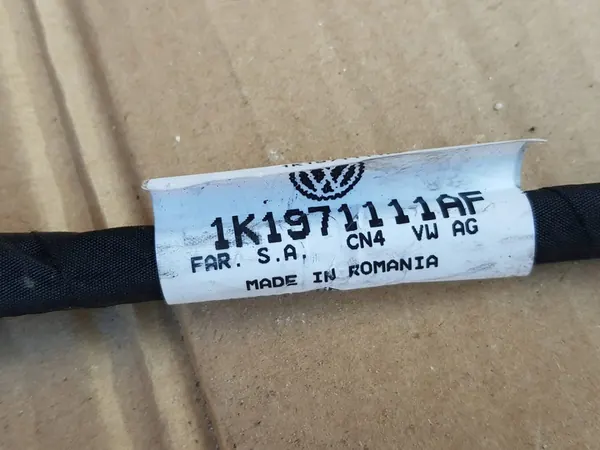 1K1971111AF
FAR. S.A. CN4 VW AG
MADE IN ROMANIA